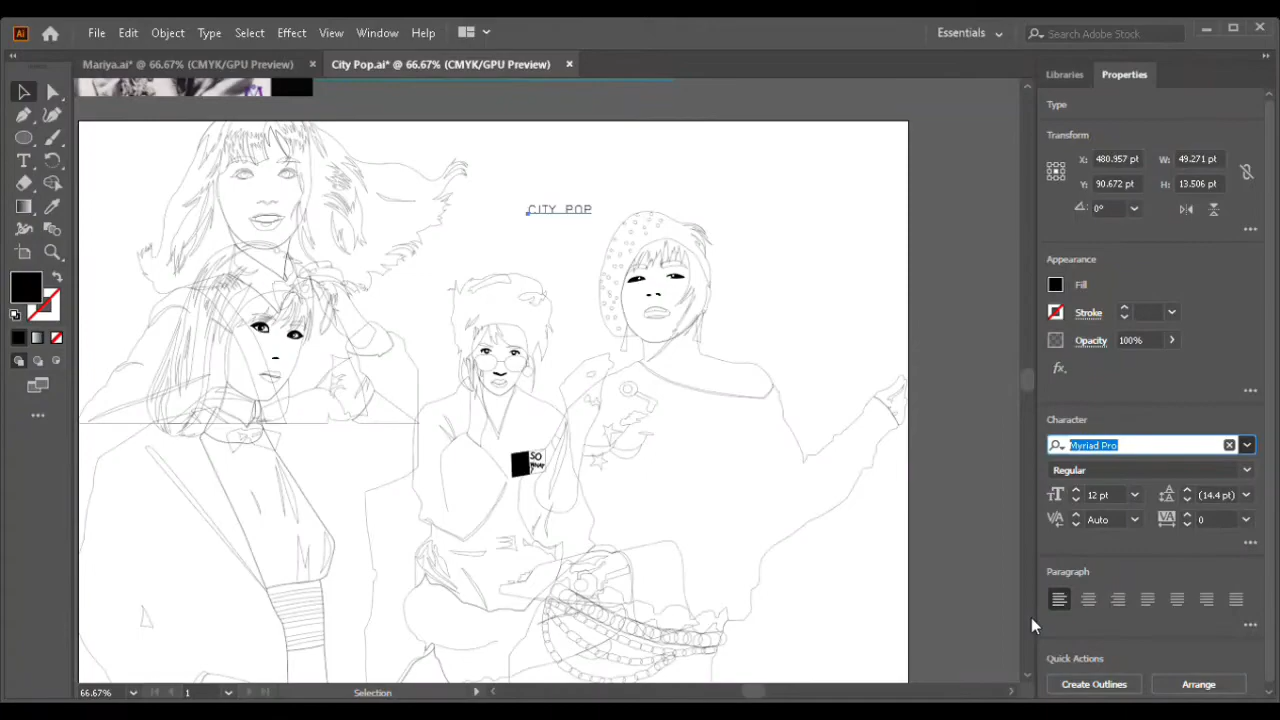 Ai
File Edit Object Type Select Effect View Window Help
Essentials
Search Adobe Stock
Mariya.ai* @ 66.67% (CMYK/GPU Preview) ×
City Pop.ai* @ 66.67% (CMYK/GPU Preview) ×
Libraries Properties
Type
Transform
X: 480.957 pt W: 49.271 pt
Y: 90.672 pt H: 13.506 pt
0°
Appearance
Fill
Stroke
Opacity 100%
fx.
Character
Myriad Pro
Regular
12 pt (14.4 pt)
Auto 0
Paragraph
Quick Actions
Create Outlines Arrange
CITY POP
SO
WHAT
?
66.67% 1 Selection